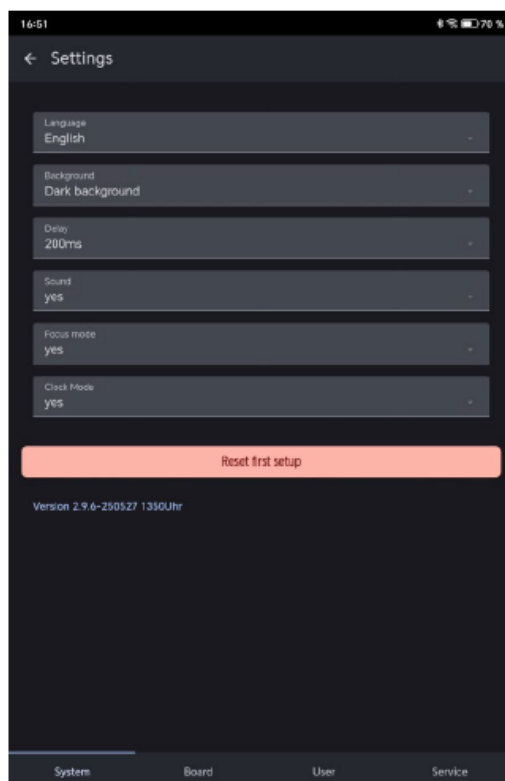 16:51
70 %
Settings
Language
English
Background
Dark background
Delay
200ms
Sound
yes
Focus mode
yes
Clock Mode
yes
Reset first setup
Version 2.9.6-250527 1350Uhr
System Board User Service